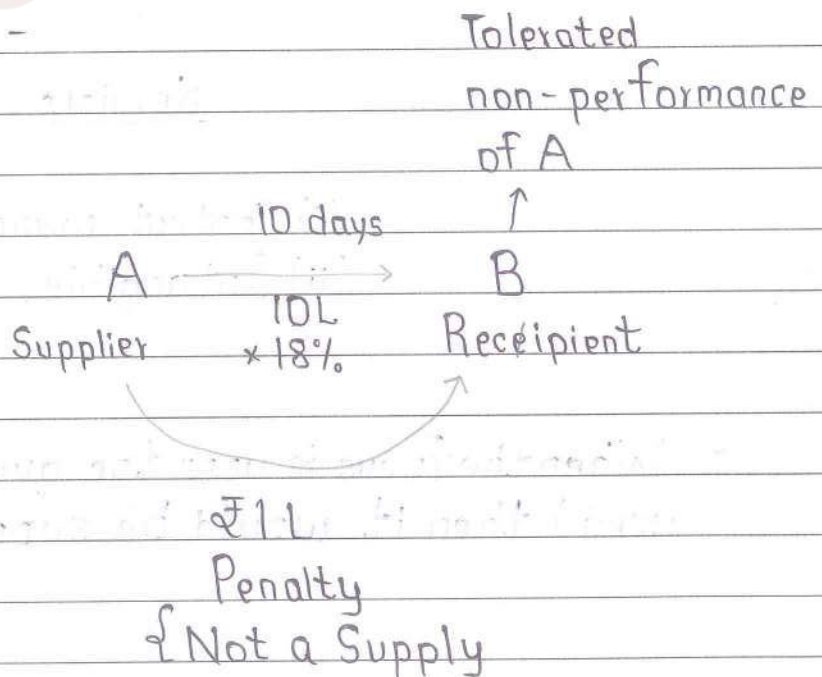 -
Tolerated
non-performance
of A
↑
10 days
A → B
10L
Supplier × 18% Receipient
₹1L
Penalty
{Not a Supply